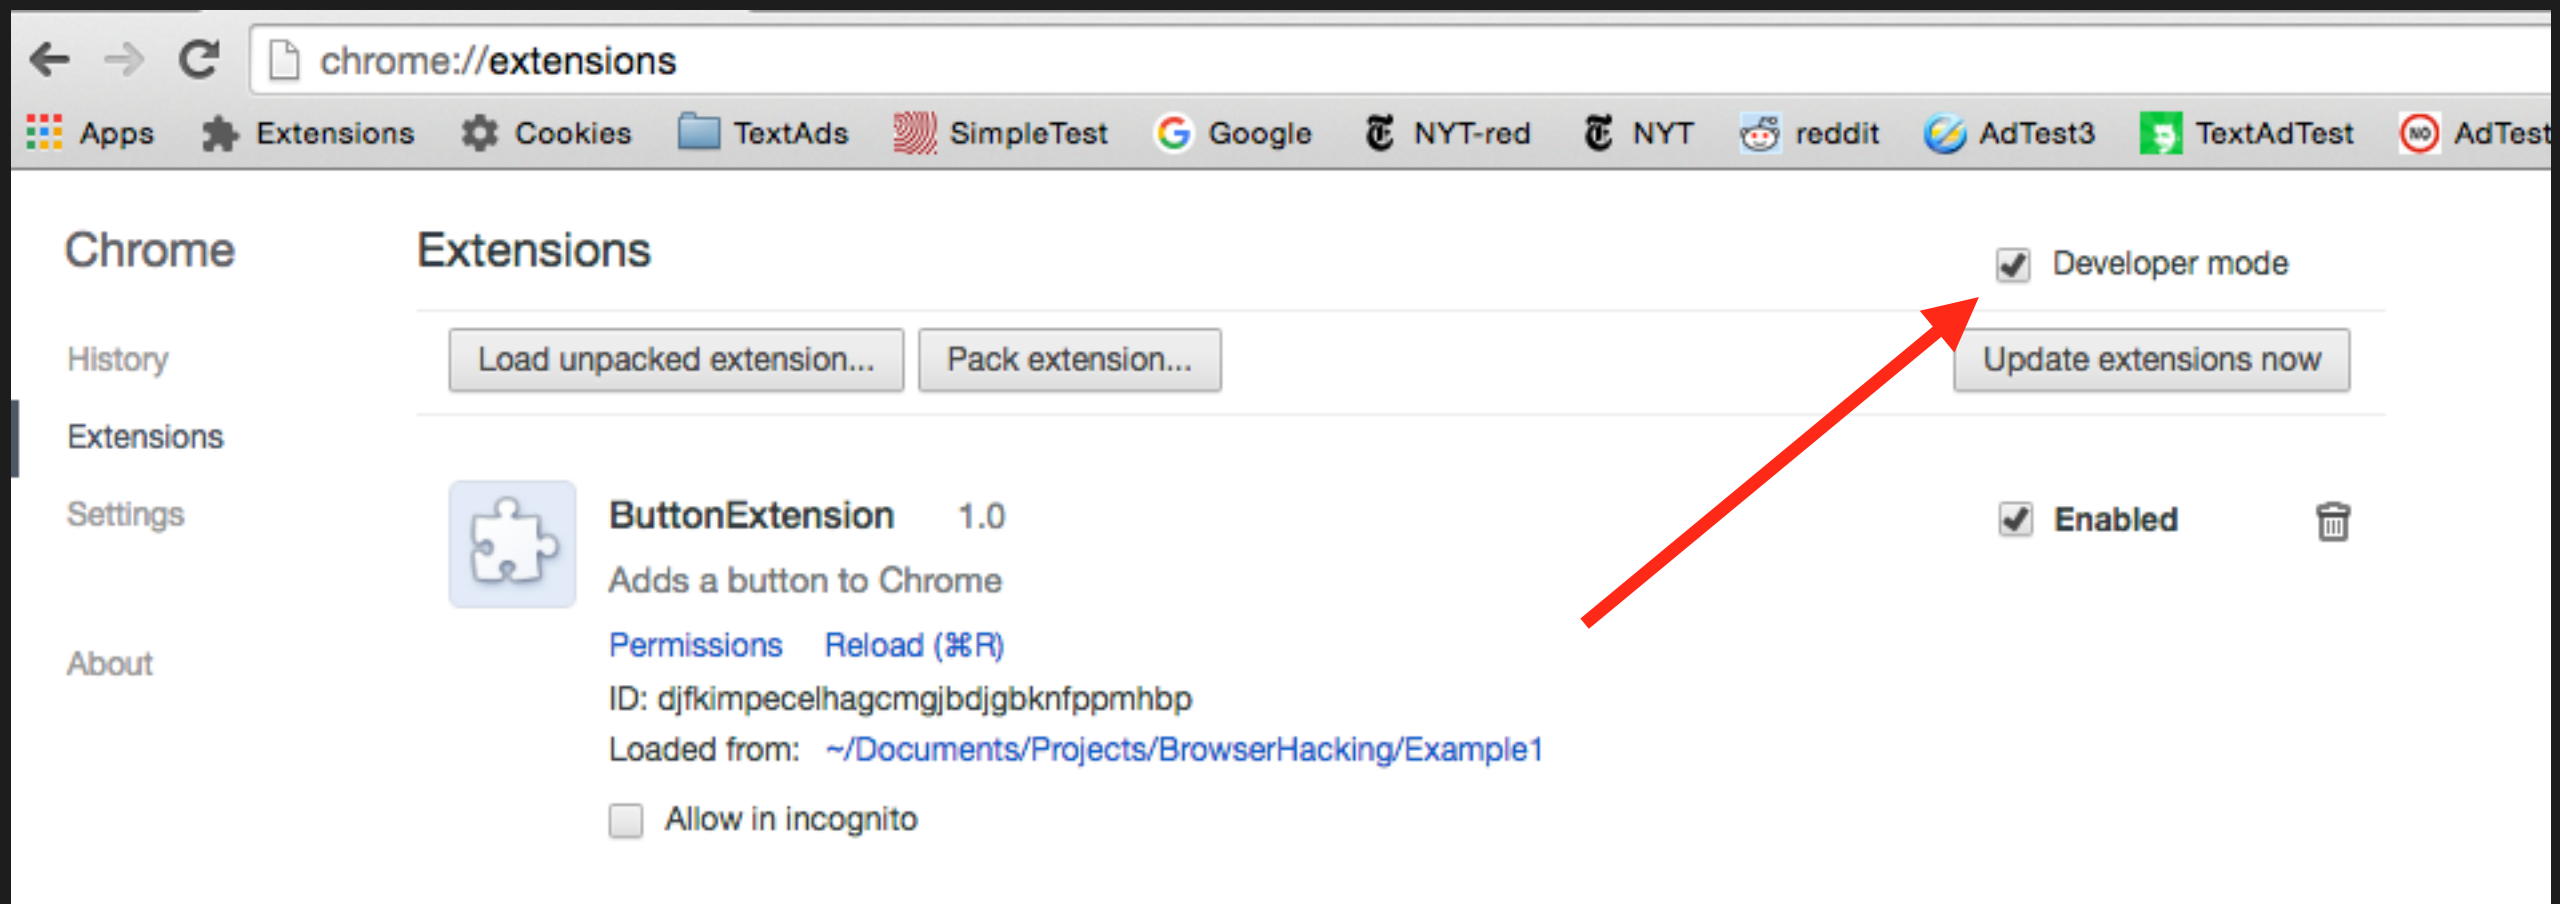 chrome://extensions
Apps Extensions Cookies TextAds SimpleTest Google NYT-red NYT reddit AdTest3 TextAdTest NO AdTest
Chrome
Extensions
Developer mode
History
Load unpacked extension...
Pack extension...
Update extensions now
Extensions
Settings
About
ButtonExtension 1.0
Enabled
Adds a button to Chrome
Permissions Reload (⌘R)
ID: djfkimpecelhagcmgjbdjgbknfppmhbp
Loaded from: ~/Documents/Projects/BrowserHacking/Example1
Allow in incognito